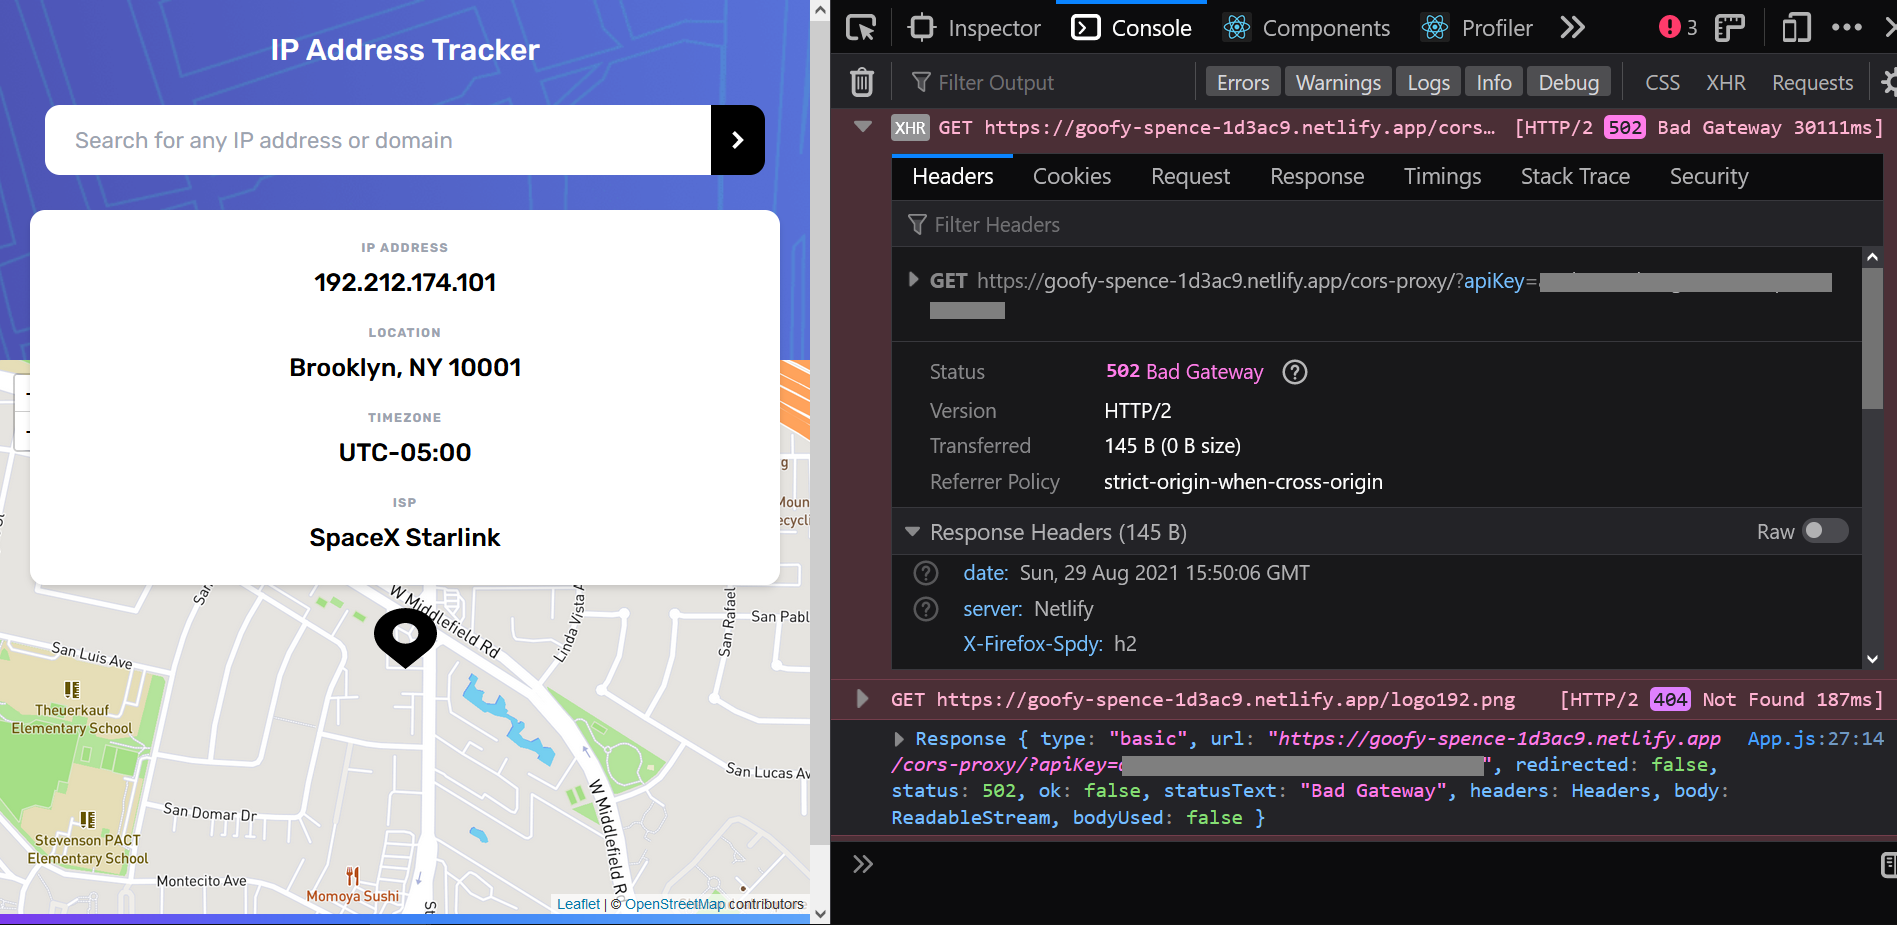 IP Address Tracker
Search for any IP address or domain
IP ADDRESS
192.212.174.101
LOCATION
Brooklyn, NY 10001
TIMEZONE
UTC-05:00
ISP
SpaceX Starlink
W Middlefield Rd
Linda Vista A
San Rafael
San Pabl
San Luis Ave
Theuerkauf
Elementary School
San Lucas Av
W Middlefield Rd
San Domar Dr
Stevenson PACT
Elementary School
Montecito Ave
Momoya Sushi
St
San
Moun
ecycli
g
Leaflet | © OpenStreetMap contributors
Inspector
Console
Components
Profiler
3
Filter Output
Errors
Warnings
Logs
Info
Debug
CSS
XHR
Requests
XHR GET https://goofy-spence-1d3ac9.netlify.app/cors… [HTTP/2 502 Bad Gateway 30111ms]
Headers
Cookies
Request
Response
Timings
Stack Trace
Security
Filter Headers
GET https://goofy-spence-1d3ac9.netlify.app/cors-proxy/?apiKey=
Status 502 Bad Gateway ?
Version HTTP/2
Transferred 145 B (0 B size)
Referrer Policy strict-origin-when-cross-origin
Response Headers (145 B)
Raw
? date: Sun, 29 Aug 2021 15:50:06 GMT
? server: Netlify
X-Firefox-Spdy: h2
GET https://goofy-spence-1d3ac9.netlify.app/logo192.png [HTTP/2 404 Not Found 187ms]
Response { type: "basic", url: "https://goofy-spence-1d3ac9.netlify.app App.js:27:14
/cors-proxy/?apiKey= ", redirected: false,
status: 502, ok: false, statusText: "Bad Gateway", headers: Headers, body:
ReadableStream, bodyUsed: false }